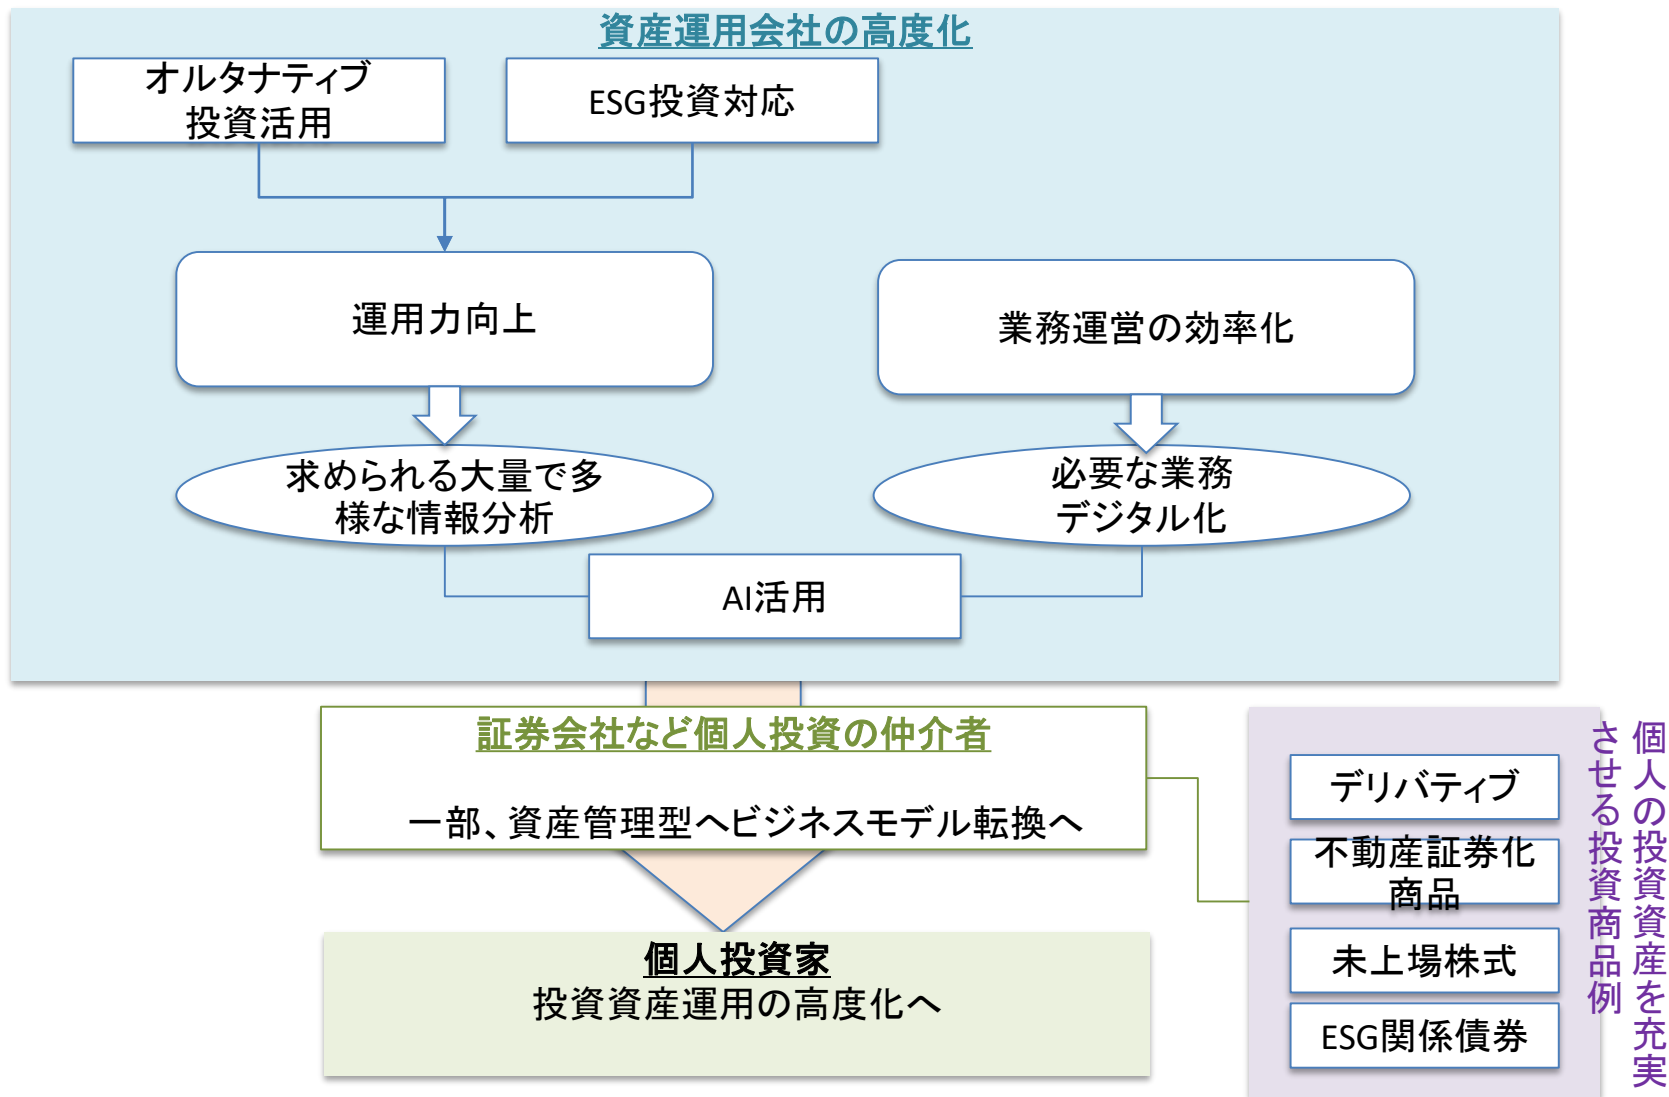 資産運用会社の高度化
オルタナティブ
投資活用
ESG投資対応
運用力向上
業務運営の効率化
求められる大量で多
様な情報分析
必要な業務
デジタル化
AI活用
証券会社など個人投資の仲介者
一部、資産管理型へビジネスモデル転換へ
個人投資家
投資資産運用の高度化へ
個人の投資資産を充実
させる投資商品例
デリバティブ
不動産証券化
商品
未上場株式
ESG関係債券